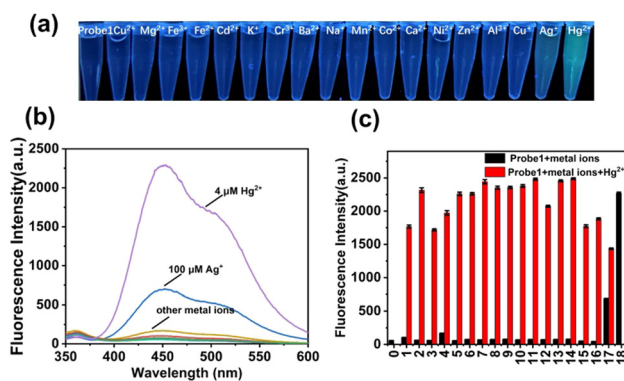 (a)
Probe1 Cu²⁺ Mg²⁺ Fe³⁺ Fe²⁺ Cd²⁺ K⁺ Cr³⁺ Ba²⁺ Na⁺ Mn²⁺ Co²⁺ Ca²⁺ Ni²⁺ Zn²⁺ Al³⁺ Cu⁺ Ag⁺ Hg²⁺
(b)
Fluorescence Intensity(a.u.)
2500
2000
1500
1000
500
0
4 μM Hg²⁺
100 μM Ag⁺
other metal ions
350 400 450 500 550 600
Wavelength (nm)
(c)
Fluorescence Intensity(a.u.)
2500
2000
1500
1000
500
0
Probe1+metal ions
Probe1+metal ions+Hg²⁺
0 1 2 3 4 5 6 7 8 9 10 11 12 13 14 15 16 17 18